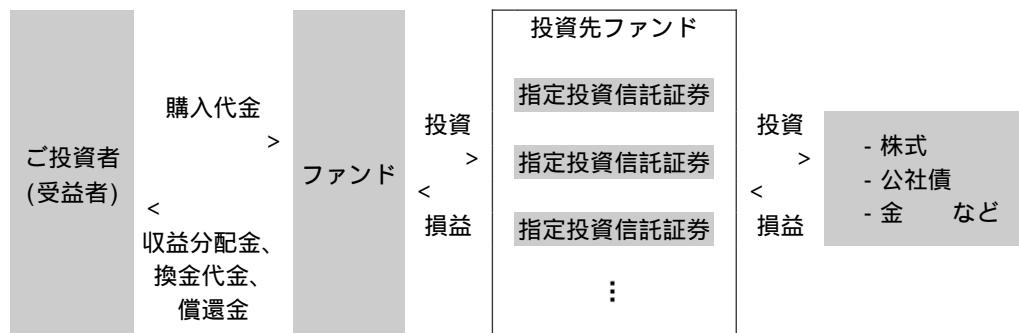 ご投資者
(受益者)
購入代金
>
<
収益分配金、
換金代金、
償還金
ファンド
投資
>
<
損益
投資先ファンド
指定投資信託証券
指定投資信託証券
指定投資信託証券
⋮
投資
>
<
損益
- 株式
- 公社債
- 金　　など